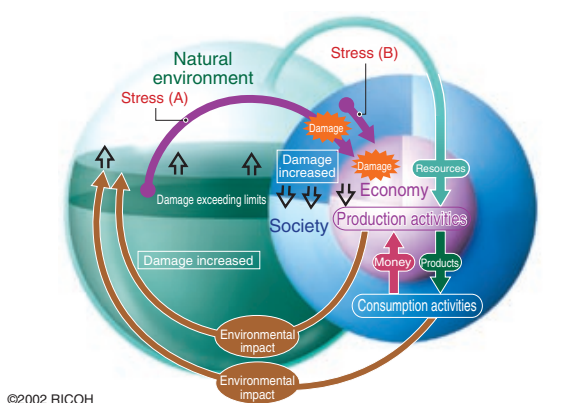 Natural
environment
Stress (A)
Stress (B)
Damage
Damage
Damage
increased
Resources
Economy
Damage exceeding limits
Production activities
Society
Damage increased
Money
Products
Consumption activities
Environmental
impact
Environmental
impact
©2002 RICOH